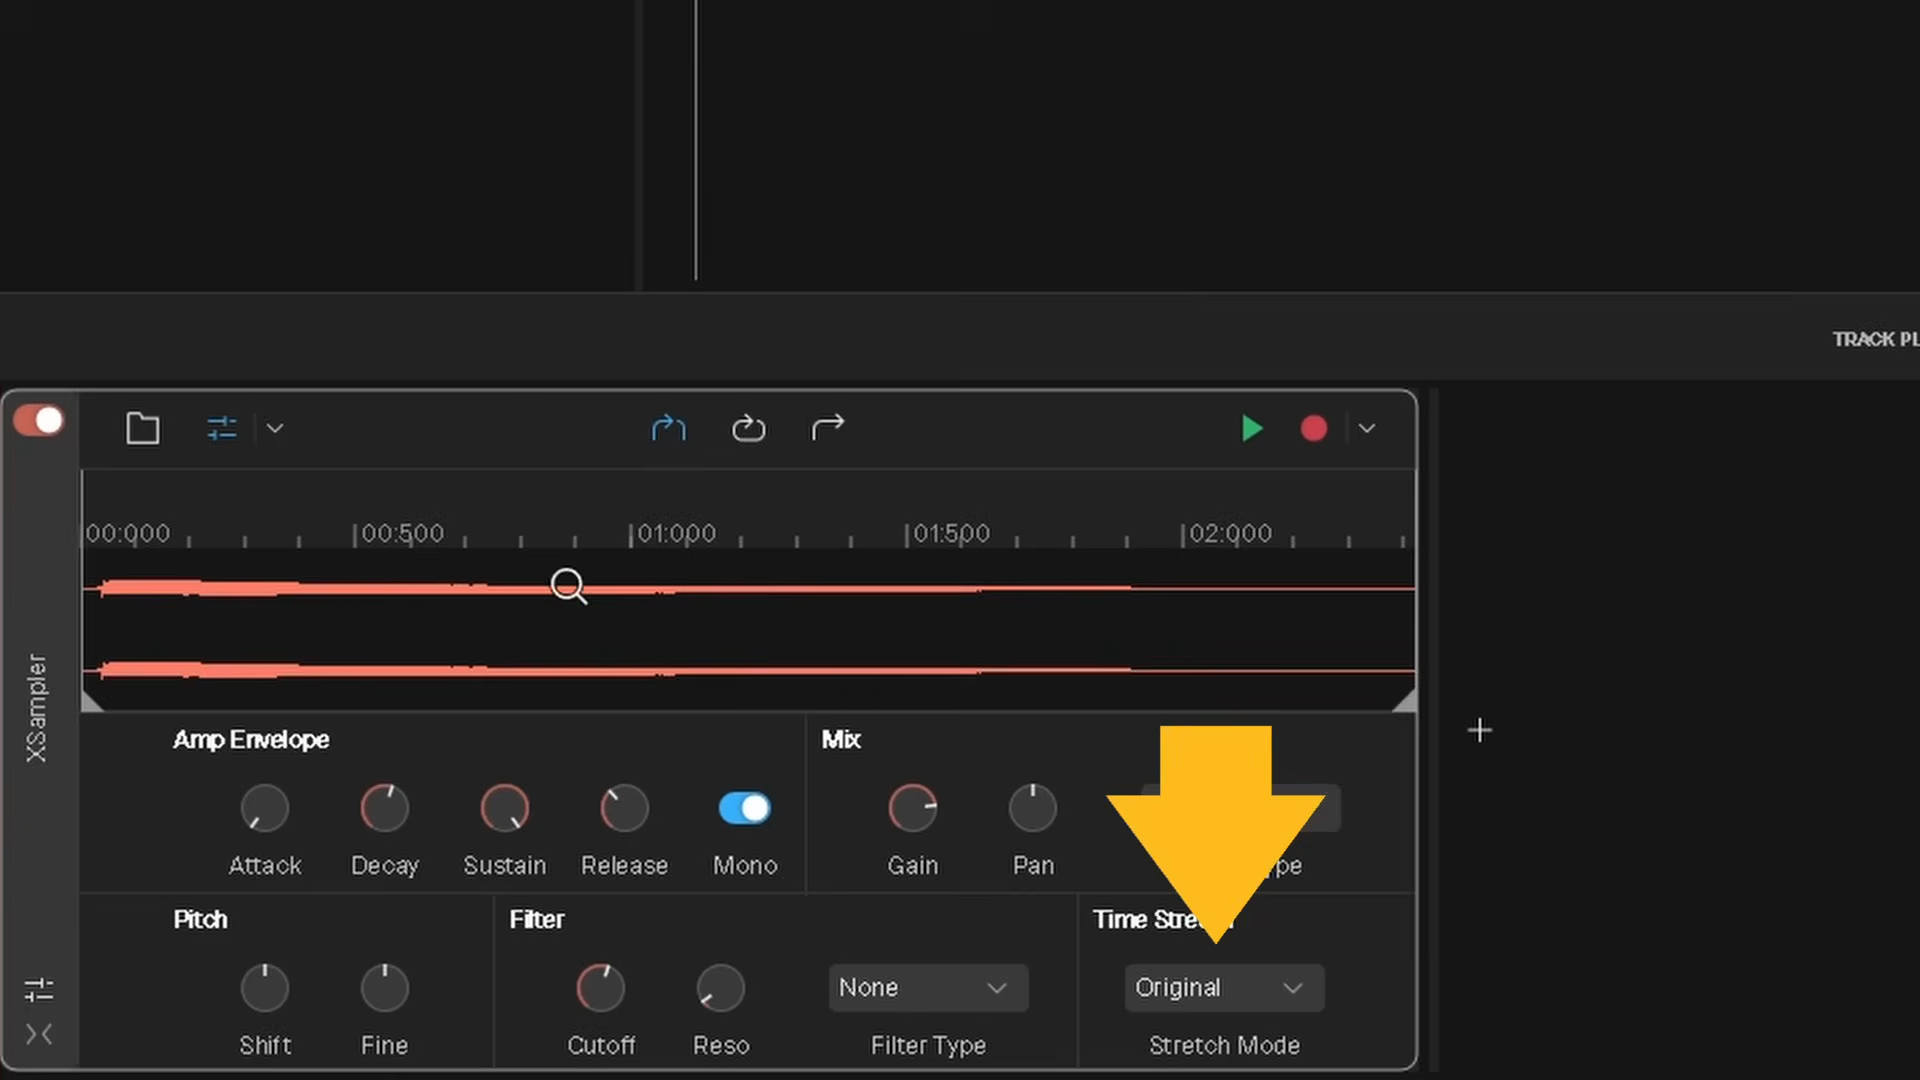 TRACK PL
00:000 00:500 01:000 01:500 02:000
XSampler
Amp Envelope
Mix
Attack Decay Sustain Release Mono
Gain Pan
Pitch
Filter
Time Stre
None
Original
Shift Fine
Cutoff Reso Filter Type
Stretch Mode